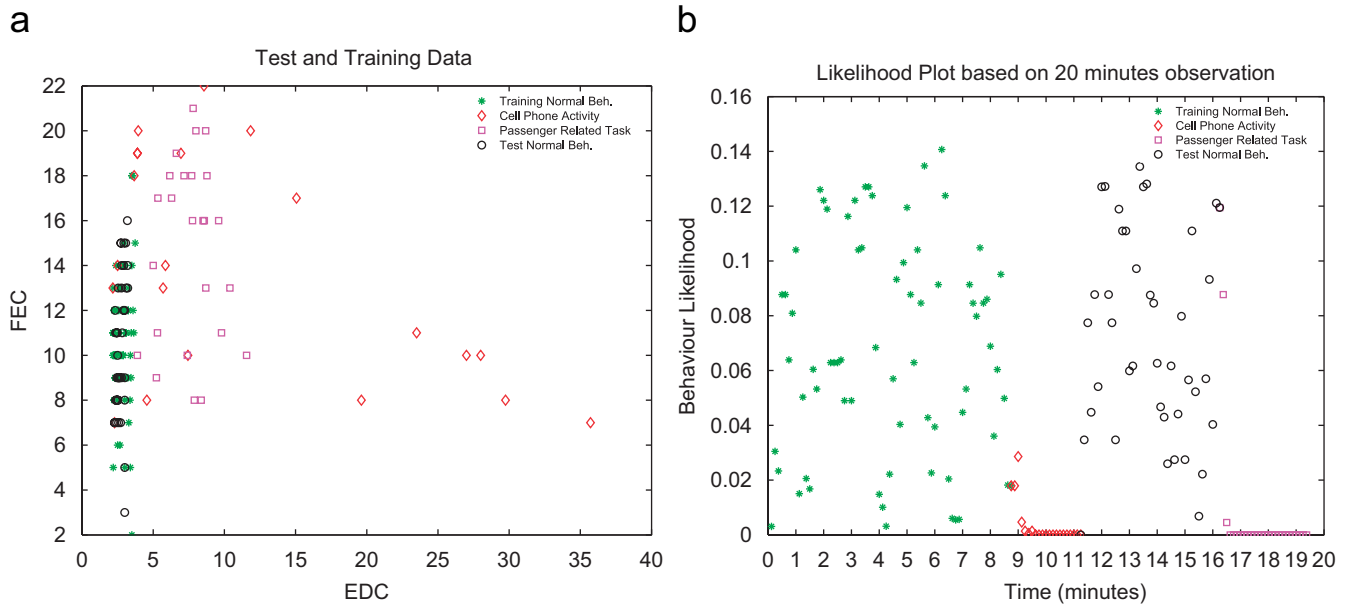 a
Test and Training Data
22
20
18
16
14
12
10
8
6
4
2
FEC
0 5 10 15 20 25 30 35 40
EDC
Training Normal Beh.
Cell Phone Activity
Passenger Related Task
Test Normal Beh.
b
Likelihood Plot based on 20 minutes observation
0.16
0.14
0.12
0.1
0.08
0.06
0.04
0.02
0
Behaviour Likelihood
0 1 2 3 4 5 6 7 8 9 10 11 12 13 14 15 16 17 18 19 20
Time (minutes)
Training Normal Beh.
Cell Phone Activity
Passenger Related Task
Test Normal Beh.